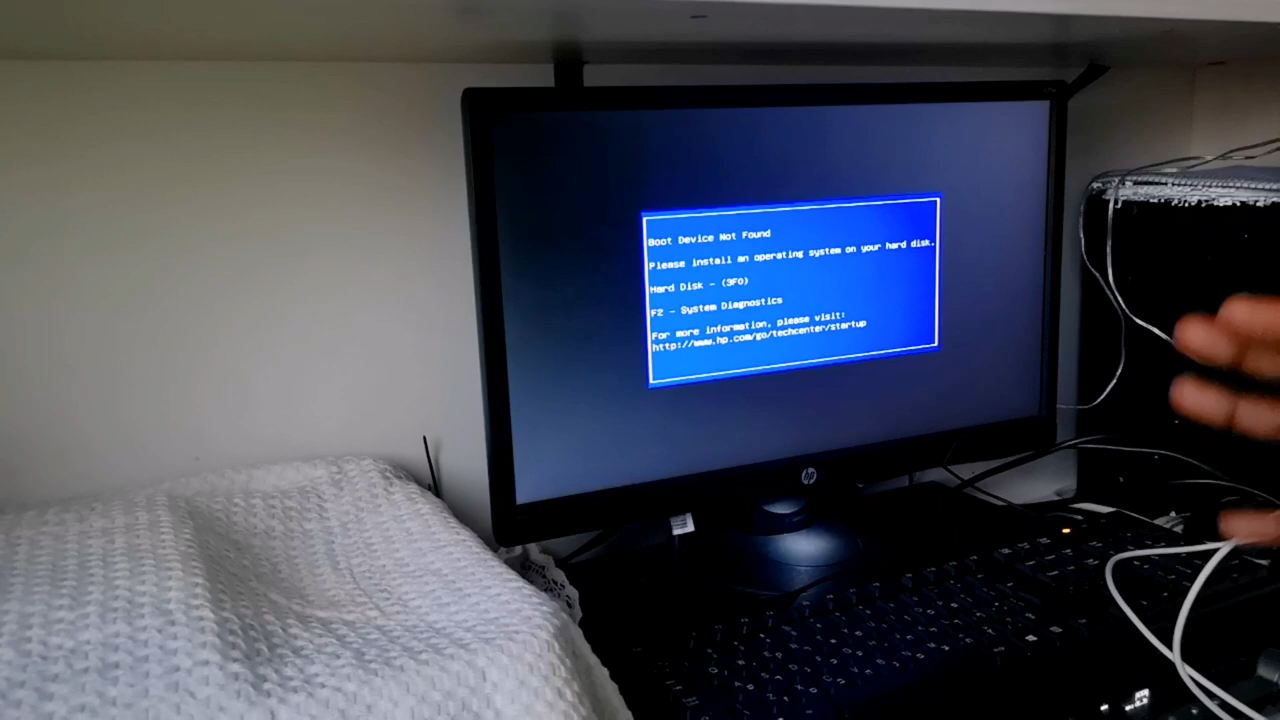 Boot Device Not Found
Please install an operating system on your hard disk.
Hard Disk - (3F0)
F2 - System Diagnostics
For more information, please visit:
http://www.hp.com/go/techcenter/startup
hp